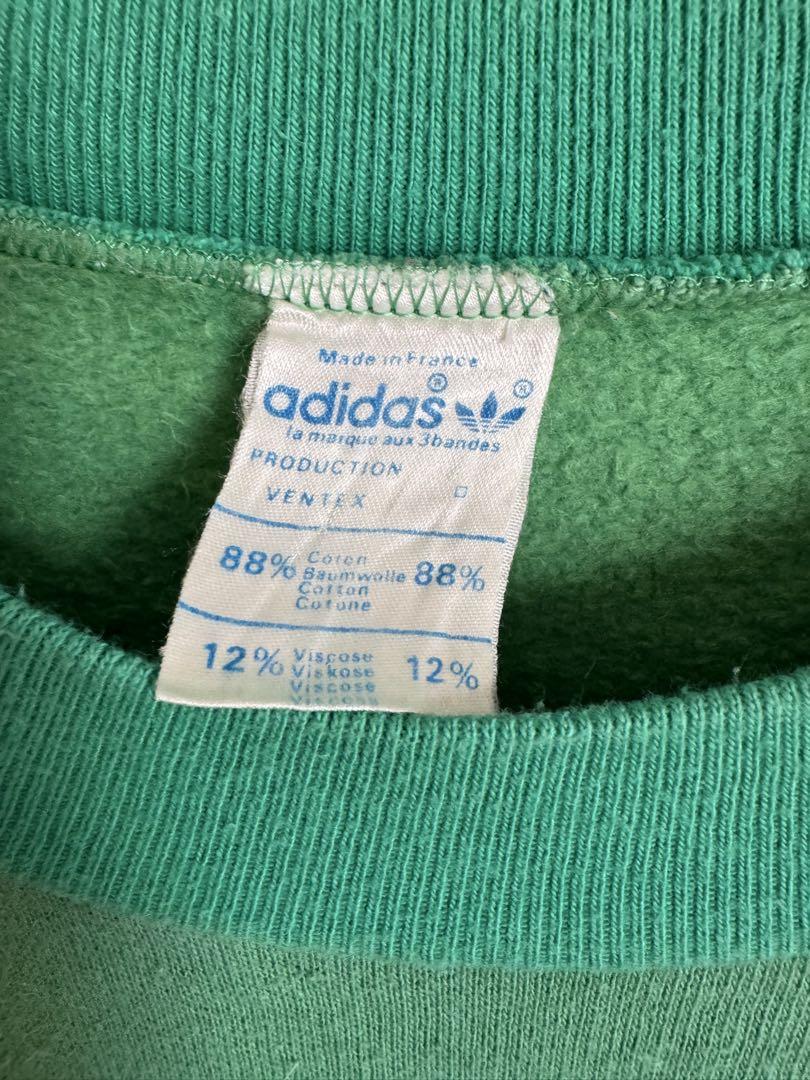 Made in France
adidas® ®
la marque aux 3 bandes
PRODUCTION
VENTEX
88% Coton 88%
Baumwolle
Cotton
Cotone
12% Viscose 12%
Viskose
Viscose